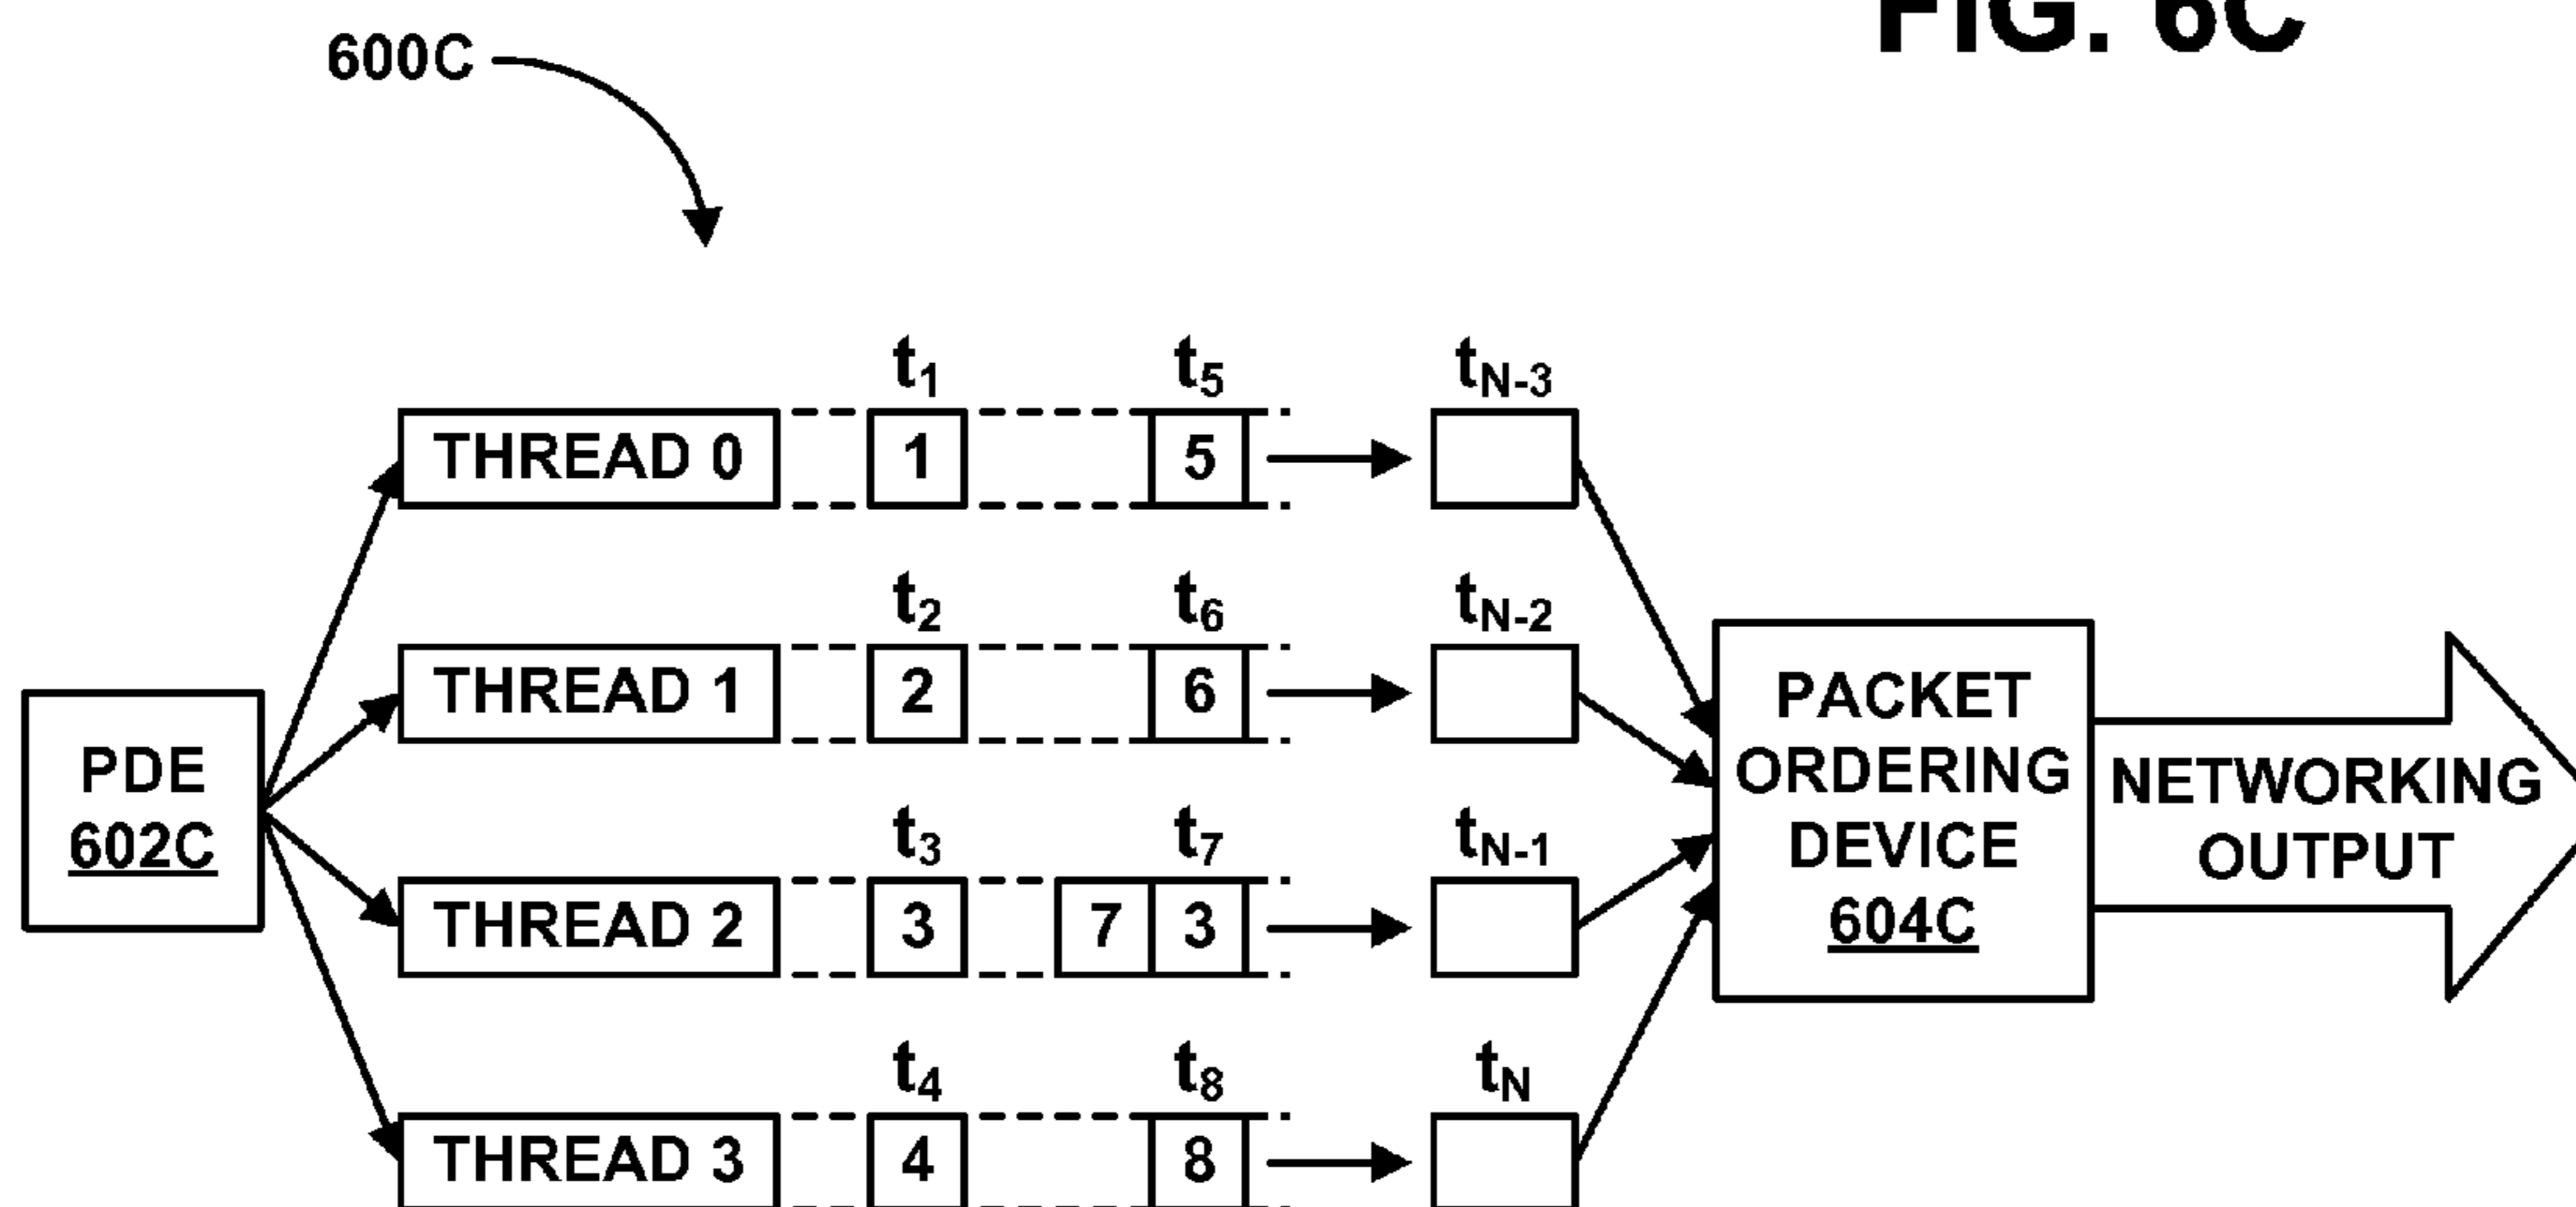 FIG. 6C
600C
t1 t5 tN-3
THREAD 0 1 5
t2 t6 tN-2
THREAD 1 2 6
PDE
602C
t3 t7 tN-1
THREAD 2 3 7 3
t4 t8 tN
THREAD 3 4 8
PACKET
ORDERING
DEVICE
604C
NETWORKING
OUTPUT